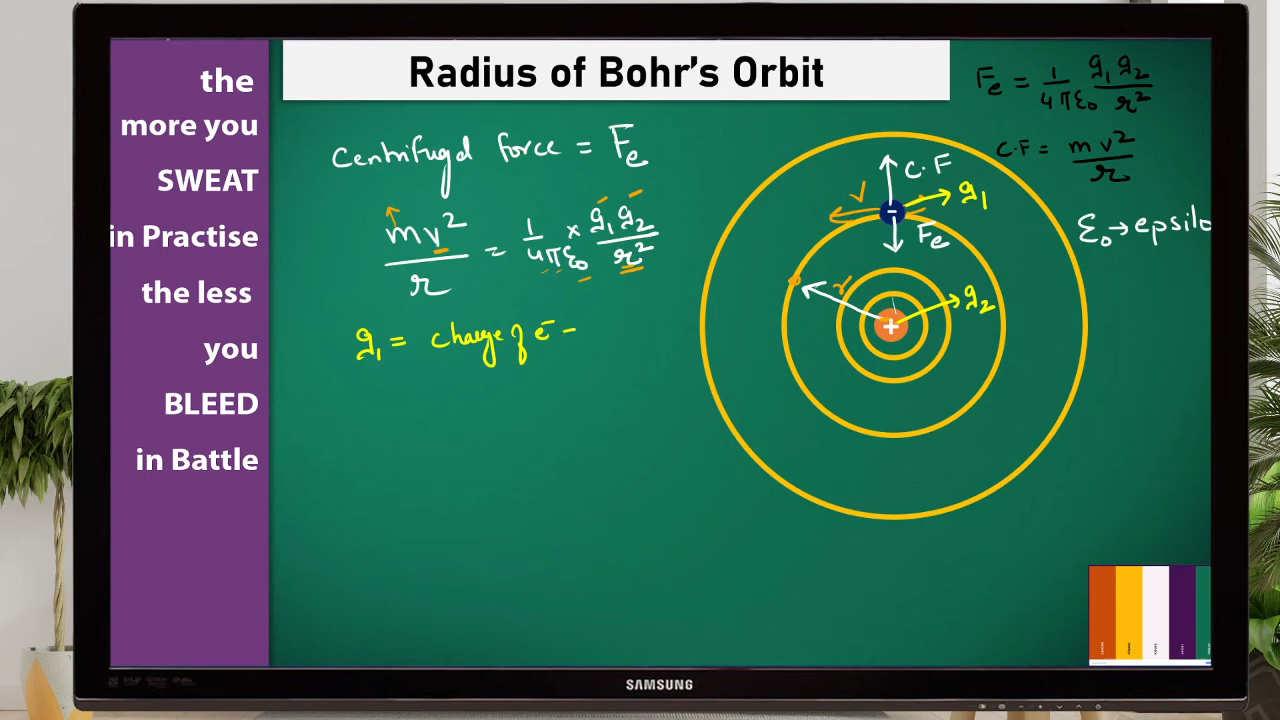 the
more you
SWEAT
in Practise
the less
you
BLEED
in Battle
Radius of Bohr's Orbit
Centrifugal force = Fe
mv²/r = 1/4πε₀ × q₁q₂/r²
q₁ = charge of e⁻ –
Fe = 1/4πε₀ q₁q₂/r²
C.F = mv²/r
ε₀→epsilo
C.F
V
q₁
-
Fe
r
q₂
+
SAMSUNG